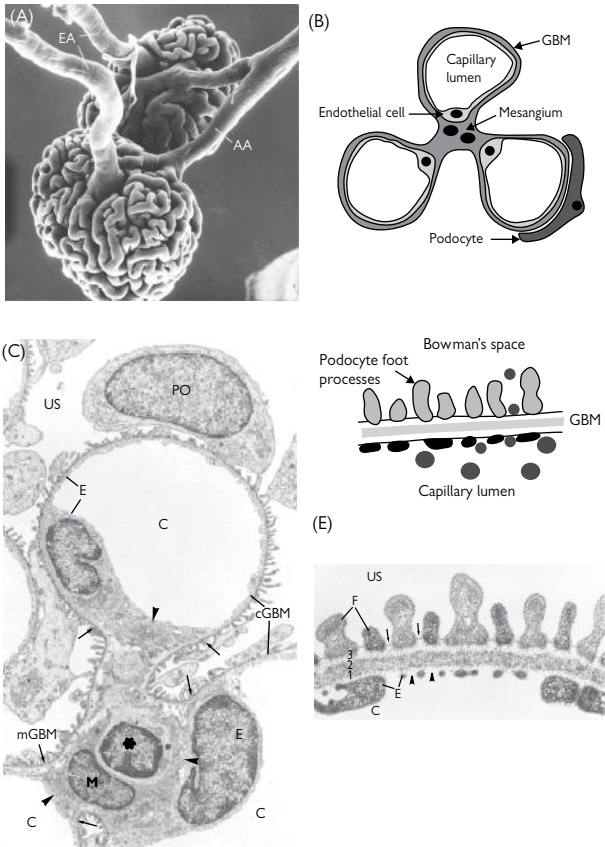 (A)
EA
AA
(B)
GBM
Capillary
lumen
Endothelial cell
Mesangium
Podocyte
(C)
PO
US
E
C
cGBM
mGBM
E
M
C
C
Bowman's space
Podocyte foot
processes
GBM
Capillary lumen
(E)
US
F
3
2
1
E
C